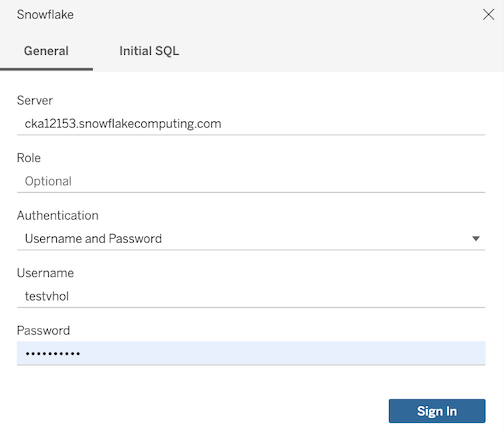 Snowflake
General Initial SQL
Server
cka12153.snowflakecomputing.com
Role
Optional
Authentication
Username and Password
Username
testvhol
Password
••••••••••
Sign In